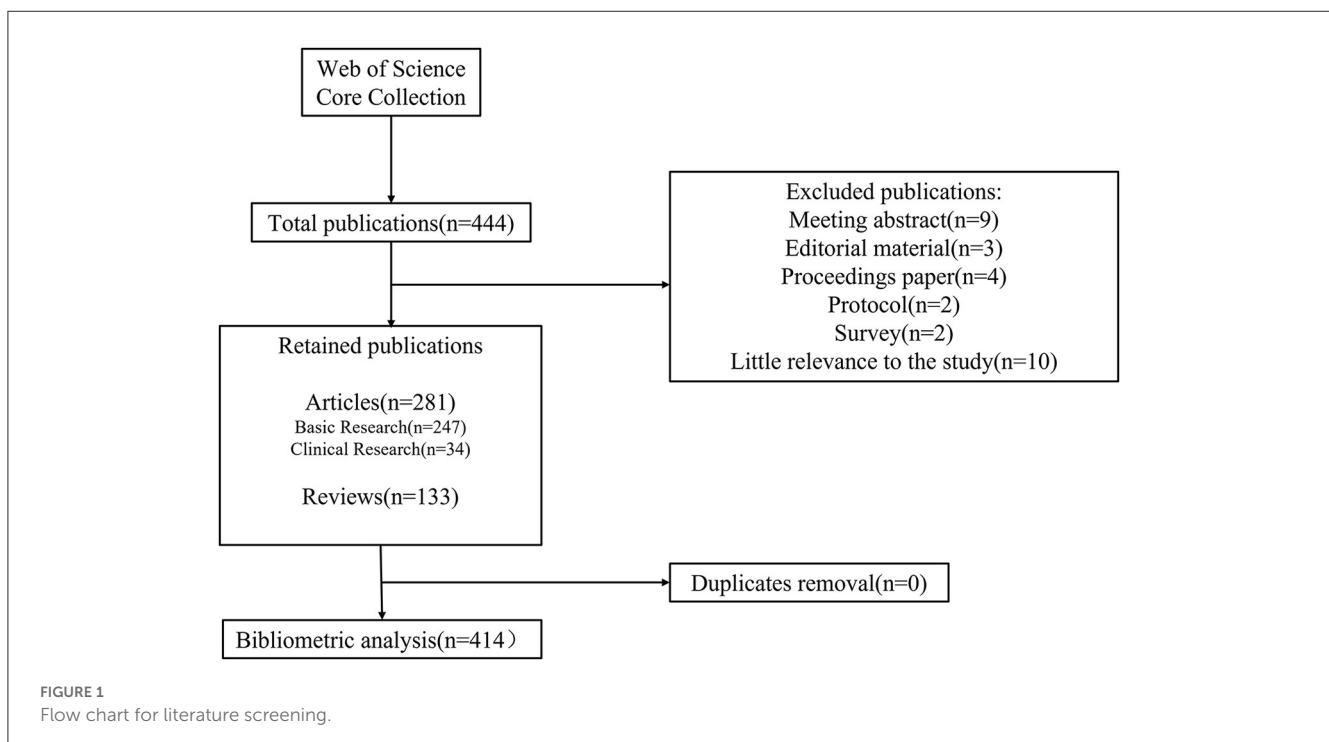 Web of Science
Core Collection
Total publications(n=444)
Excluded publications:
Meeting abstract(n=9)
Editorial material(n=3)
Proceedings paper(n=4)
Protocol(n=2)
Survey(n=2)
Little relevance to the study(n=10)
Retained publications
Articles(n=281)
Basic Research(n=247)
Clinical Research(n=34)
Reviews(n=133)
Duplicates removal(n=0)
Bibliometric analysis(n=414）
FIGURE 1
Flow chart for literature screening.